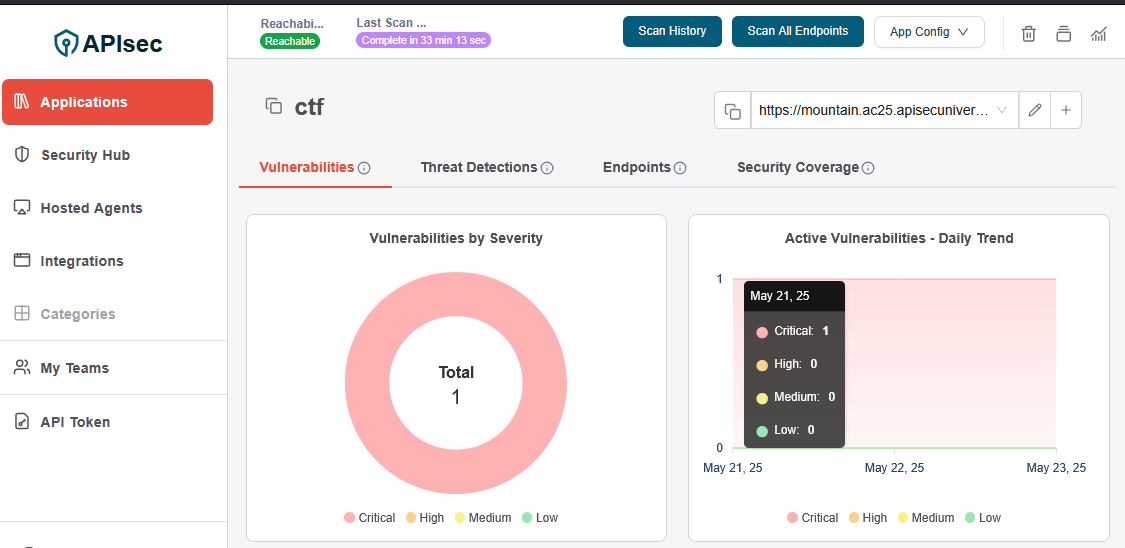 APIsec
Reachabi...
Reachable
Last Scan ...
Complete in 33 min 13 sec
Scan History
Scan All Endpoints
App Config
Applications
Security Hub
Hosted Agents
Integrations
Categories
My Teams
API Token
ctf
https://mountain.ac25.apisecuniver...
Vulnerabilities
Threat Detections
Endpoints
Security Coverage
Vulnerabilities by Severity
Total
1
Critical High Medium Low
Active Vulnerabilities - Daily Trend
1
May 21, 25
Critical: 1
High: 0
Medium: 0
Low: 0
0
May 21, 25 May 22, 25 May 23, 25
Critical High Medium Low